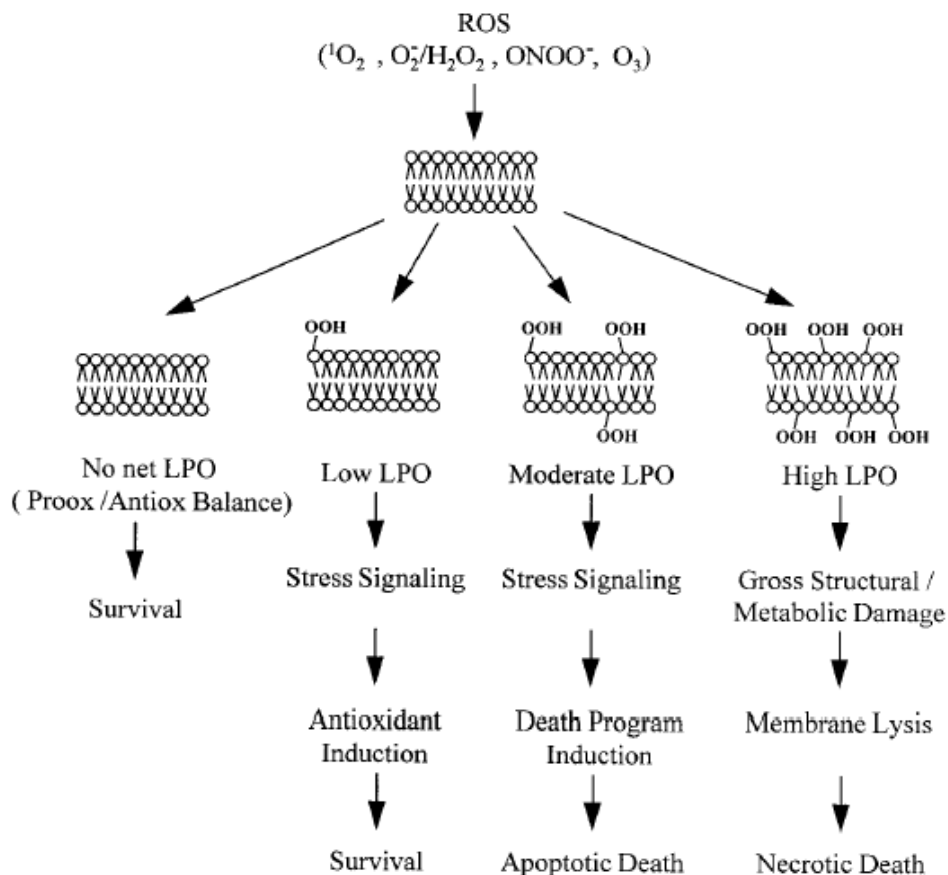 ROS
(¹O₂ , O₂⁻/H₂O₂ , ONOO⁻, O₃)
OOH
OOH OOH
OOH OOH OOH
OOH
OOH OOH OOH
No net LPO
( Proox /Antiox Balance)
Low LPO
Moderate LPO
High LPO
Survival
Stress Signaling
Stress Signaling
Gross Structural /
Metabolic Damage
Antioxidant
Induction
Death Program
Induction
Membrane Lysis
Survival
Apoptotic Death
Necrotic Death